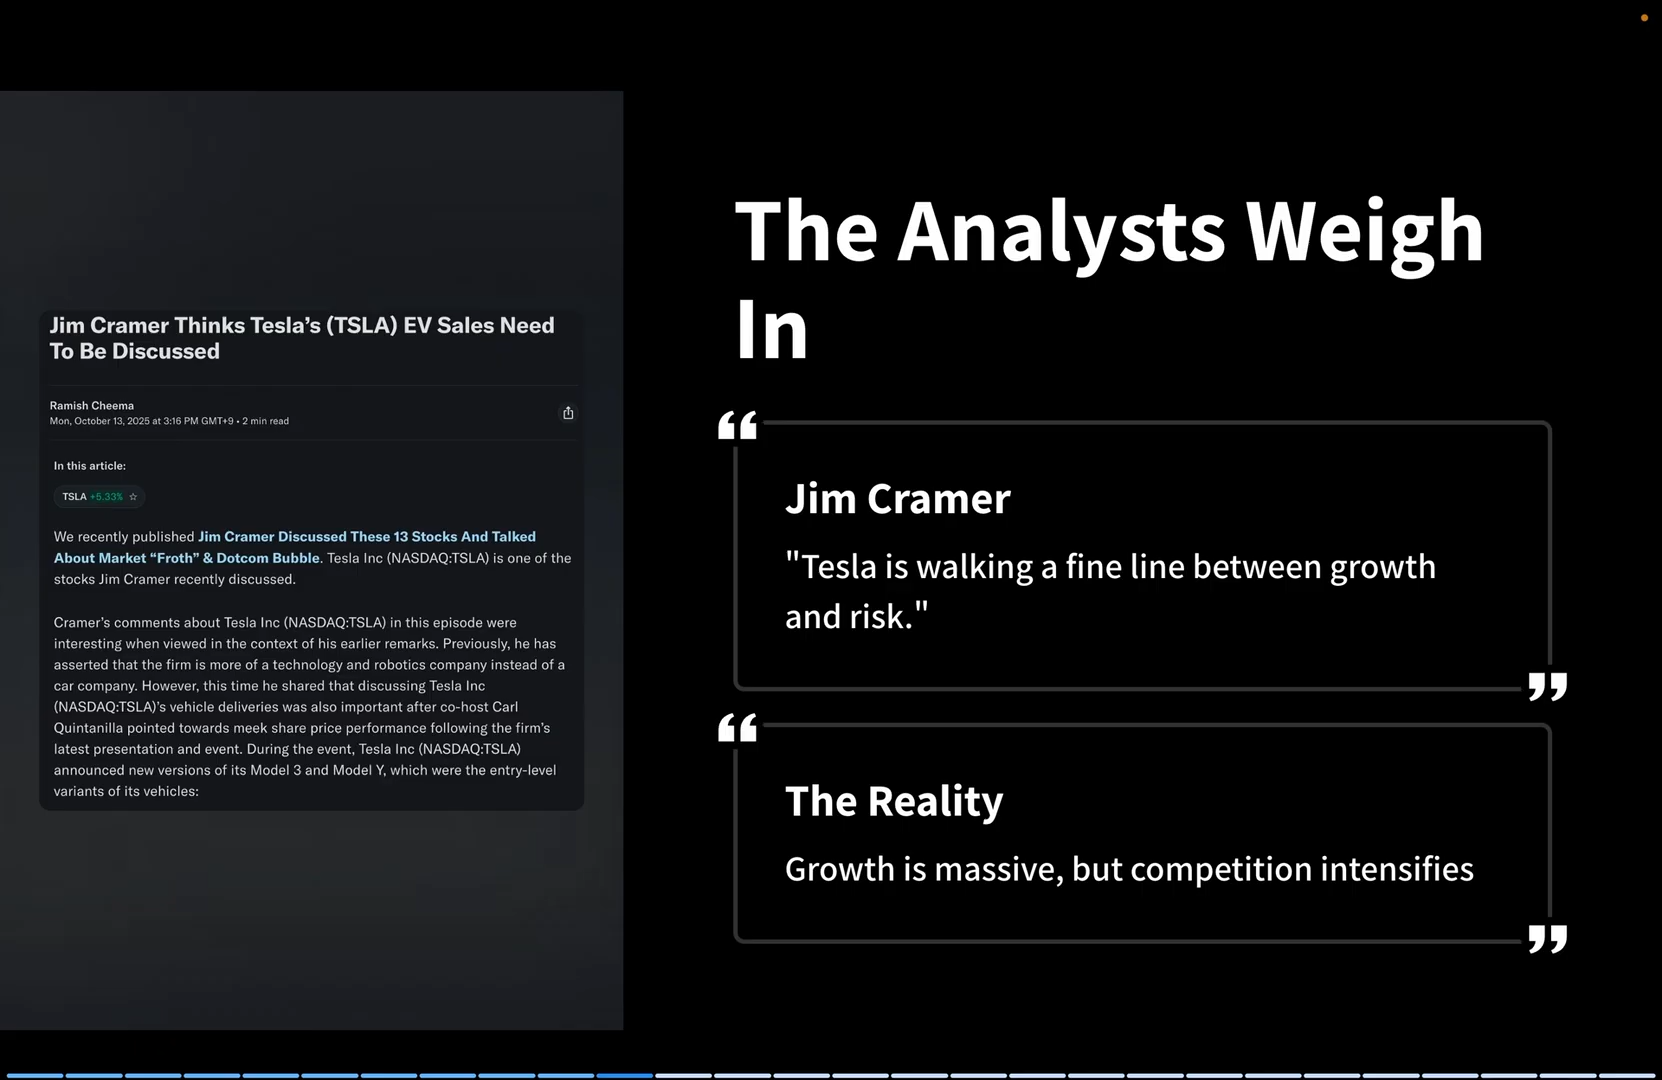 Jim Cramer Thinks Tesla’s (TSLA) EV Sales Need
To Be Discussed
Ramish Cheema
Mon, October 13, 2025 at 3:16 PM GMT+9 • 2 min read
In this article:
TSLA +5.33% ☆
We recently published Jim Cramer Discussed These 13 Stocks And Talked
About Market “Froth” & Dotcom Bubble. Tesla Inc (NASDAQ:TSLA) is one of the
stocks Jim Cramer recently discussed.
Cramer’s comments about Tesla Inc (NASDAQ:TSLA) in this episode were
interesting when viewed in the context of his earlier remarks. Previously, he has
asserted that the firm is more of a technology and robotics company instead of a
car company. However, this time he shared that discussing Tesla Inc
(NASDAQ:TSLA)’s vehicle deliveries was also important after co-host Carl
Quintanilla pointed towards meek share price performance following the firm’s
latest presentation and event. During the event, Tesla Inc (NASDAQ:TSLA)
announced new versions of its Model 3 and Model Y, which were the entry-level
variants of its vehicles:
The Analysts Weigh
In
“
Jim Cramer
"Tesla is walking a fine line between growth
and risk."
”
“
The Reality
Growth is massive, but competition intensifies
”